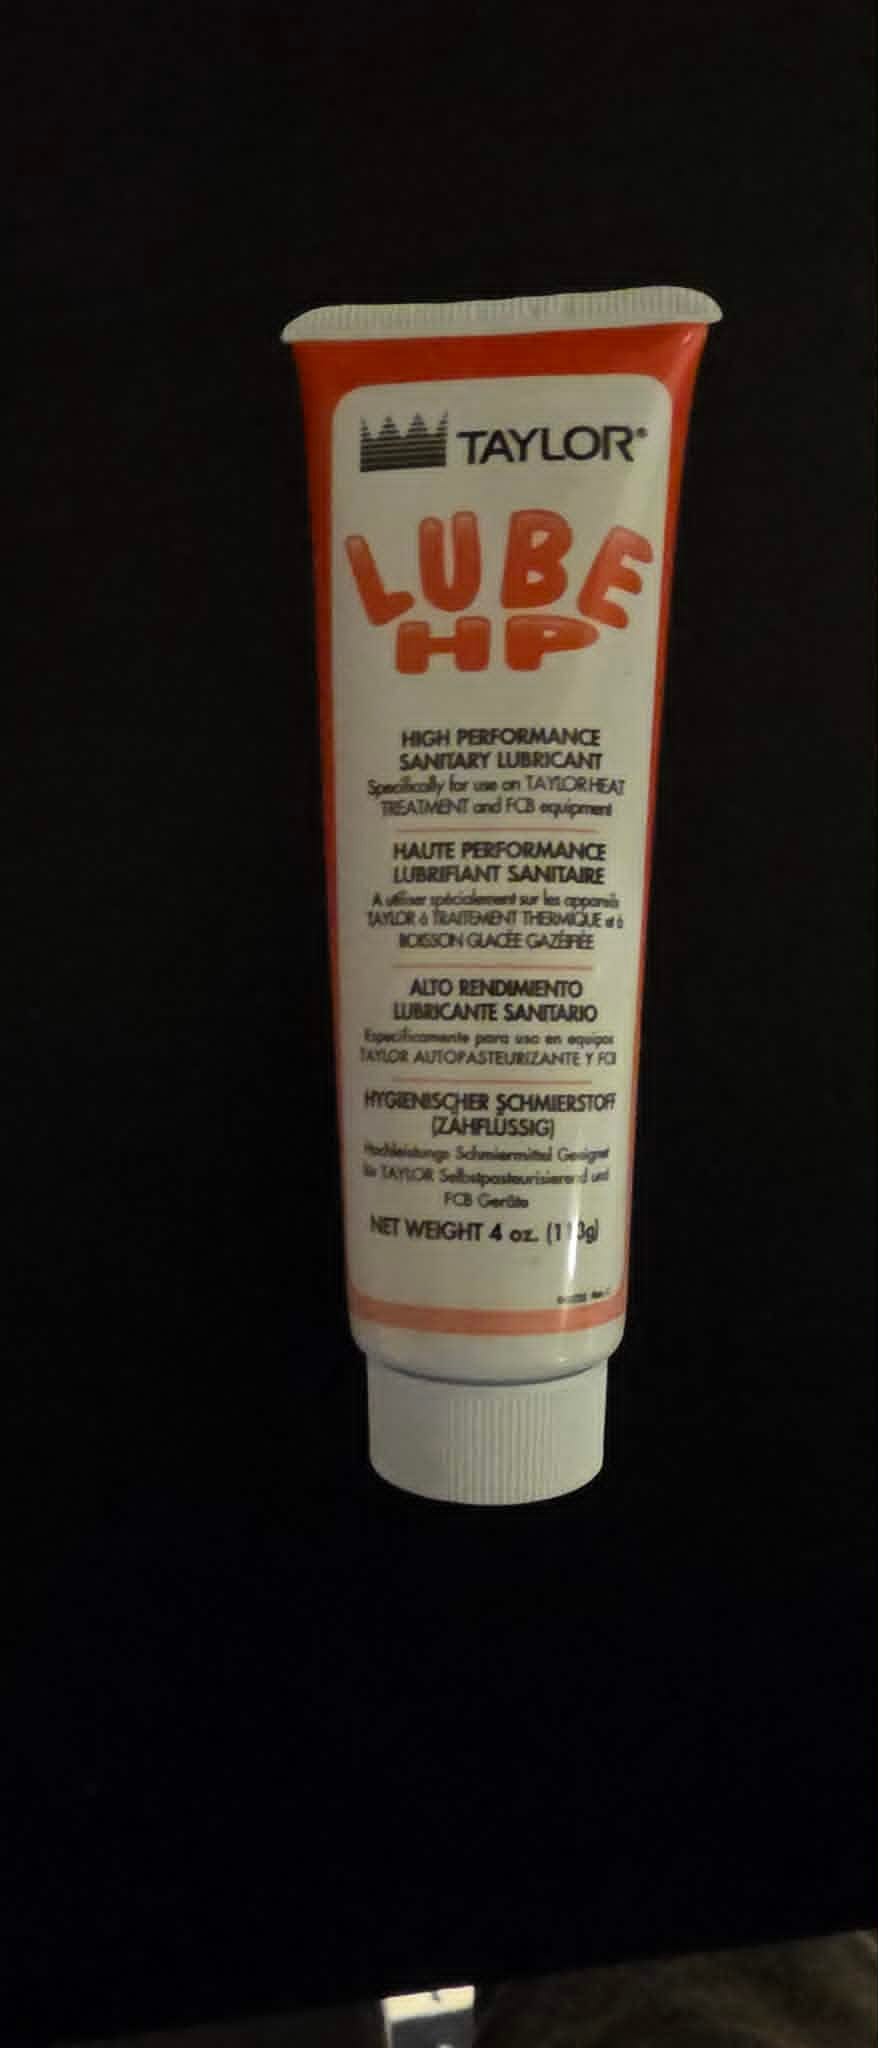 TAYLOR®
LUBE
HP
HIGH PERFORMANCE
SANITARY LUBRICANT
Specifically for use on TAYLOR HEAT
TREATMENT and FCB equipment
HAUTE PERFORMANCE
LUBRIFIANT SANITAIRE
A utiliser spécialement sur les appareils
TAYLOR à TRAITEMENT THERMIQUE et à
BOISSON GLACÉE GAZÉIFIÉE
ALTO RENDIMIENTO
LUBRICANTE SANITARIO
Especificamente para uso en equipos
TAYLOR AUTOPASTEURIZANTE Y FCB
HYGIENISCHER SCHMIERSTOFF
(ZÄHFLÜSSIG)
Hochleistungs Schmiermittel Geeignet
für TAYLOR Selbstpasteurisierend und
FCB Geräte
NET WEIGHT 4 oz. (113g)